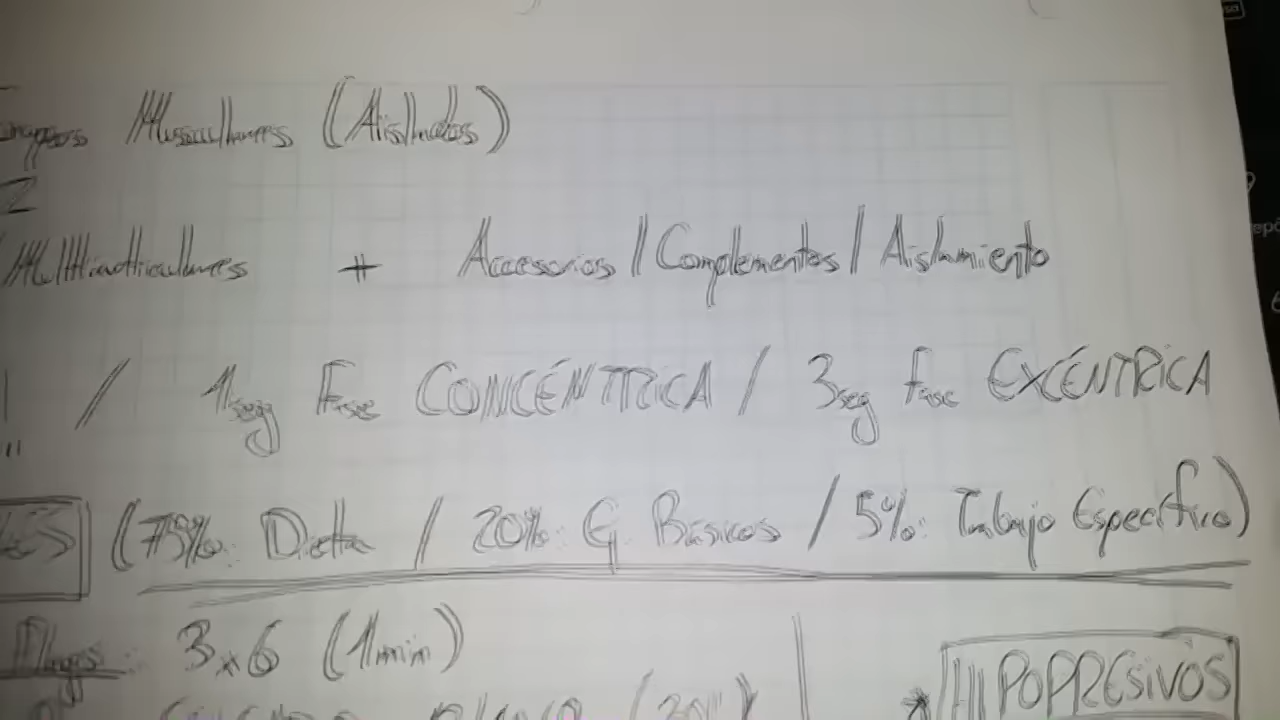 Grupos Musculares (Aislados)
Multiarticulares + Accesorios / Complementos / Aislamiento
/ 1seg Fase CONCÉNTRICA / 3seg fase EXCÉNTRICA
(75%: Dieta / 20%: E. Básicos / 5%: Trabajo Específico)
3x6 (1min)
* HIPOPRESIVOS